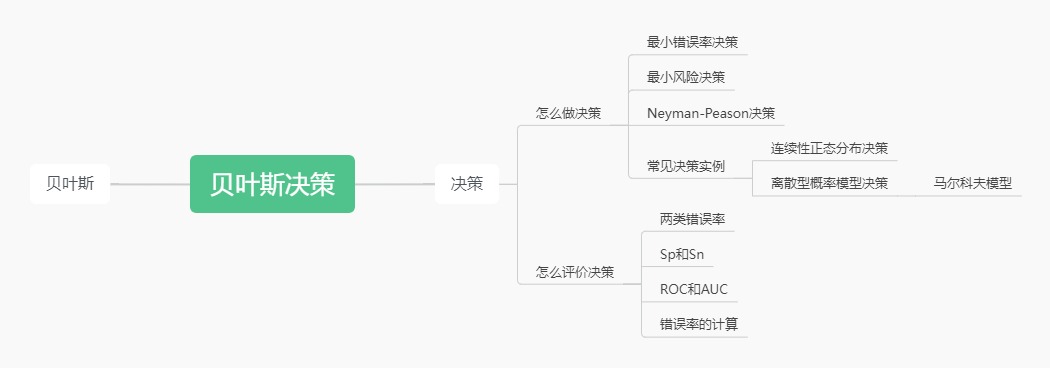 贝叶斯
贝叶斯决策
决策
怎么做决策
最小错误率决策
最小风险决策
Neyman-Peason决策
常见决策实例
连续性正态分布决策
离散型概率模型决策
马尔科夫模型
怎么评价决策
两类错误率
Sp和Sn
ROC和AUC
错误率的计算